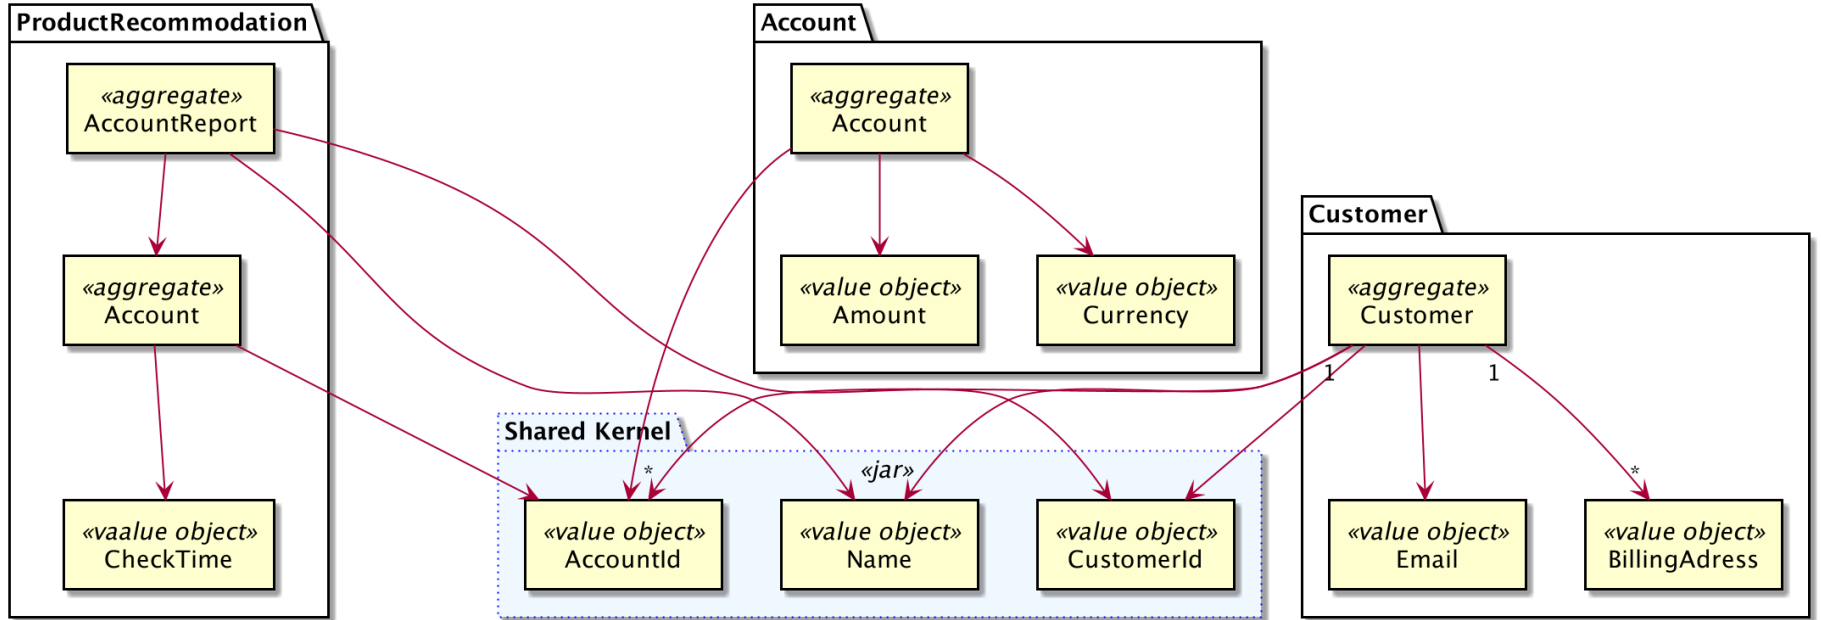 ProductRecommodation
«aggregate»
AccountReport
«aggregate»
Account
«vaalue object»
CheckTime
Account
«aggregate»
Account
«value object»
Amount
«value object»
Currency
Customer
«aggregate»
Customer
1
1
*
«value object»
Email
«value object»
BillingAdress
Shared Kernel
«jar»
*
«value object»
AccountId
«value object»
Name
«value object»
CustomerId